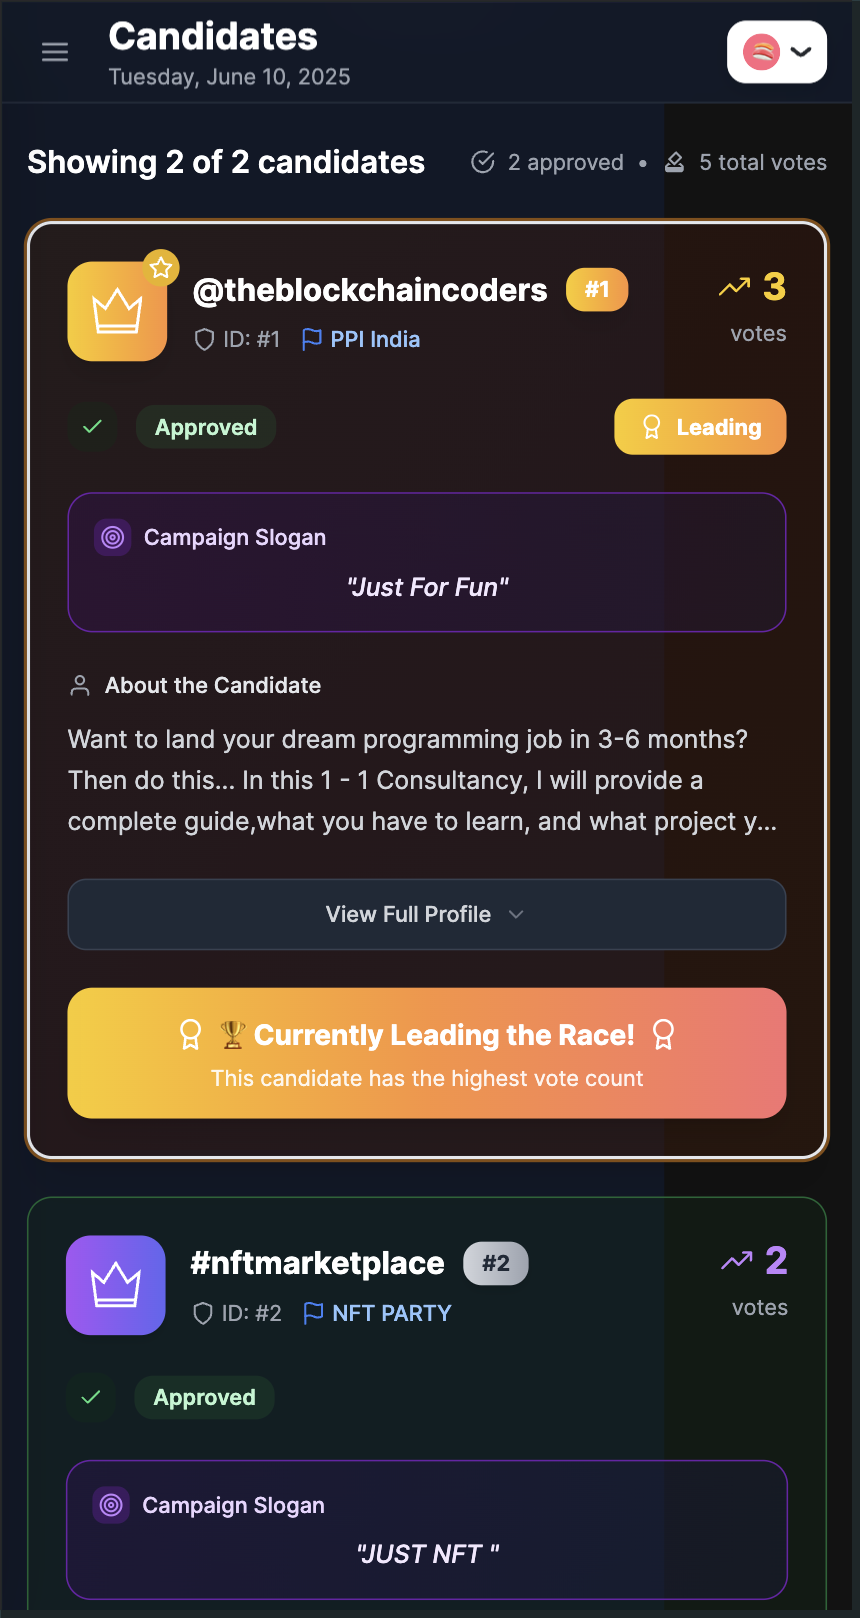 Candidates
Tuesday, June 10, 2025
Showing 2 of 2 candidates
2 approved • 5 total votes
@theblockchaincoders #1
3
ID: #1 PPI India
votes
Approved
Leading
Campaign Slogan
"Just For Fun"
About the Candidate
Want to land your dream programming job in 3-6 months?
Then do this... In this 1 - 1 Consultancy, I will provide a
complete guide,what you have to learn, and what project y...
View Full Profile
🏆 Currently Leading the Race!
This candidate has the highest vote count
#nftmarketplace #2
2
ID: #2 NFT PARTY
votes
Approved
Campaign Slogan
"JUST NFT "